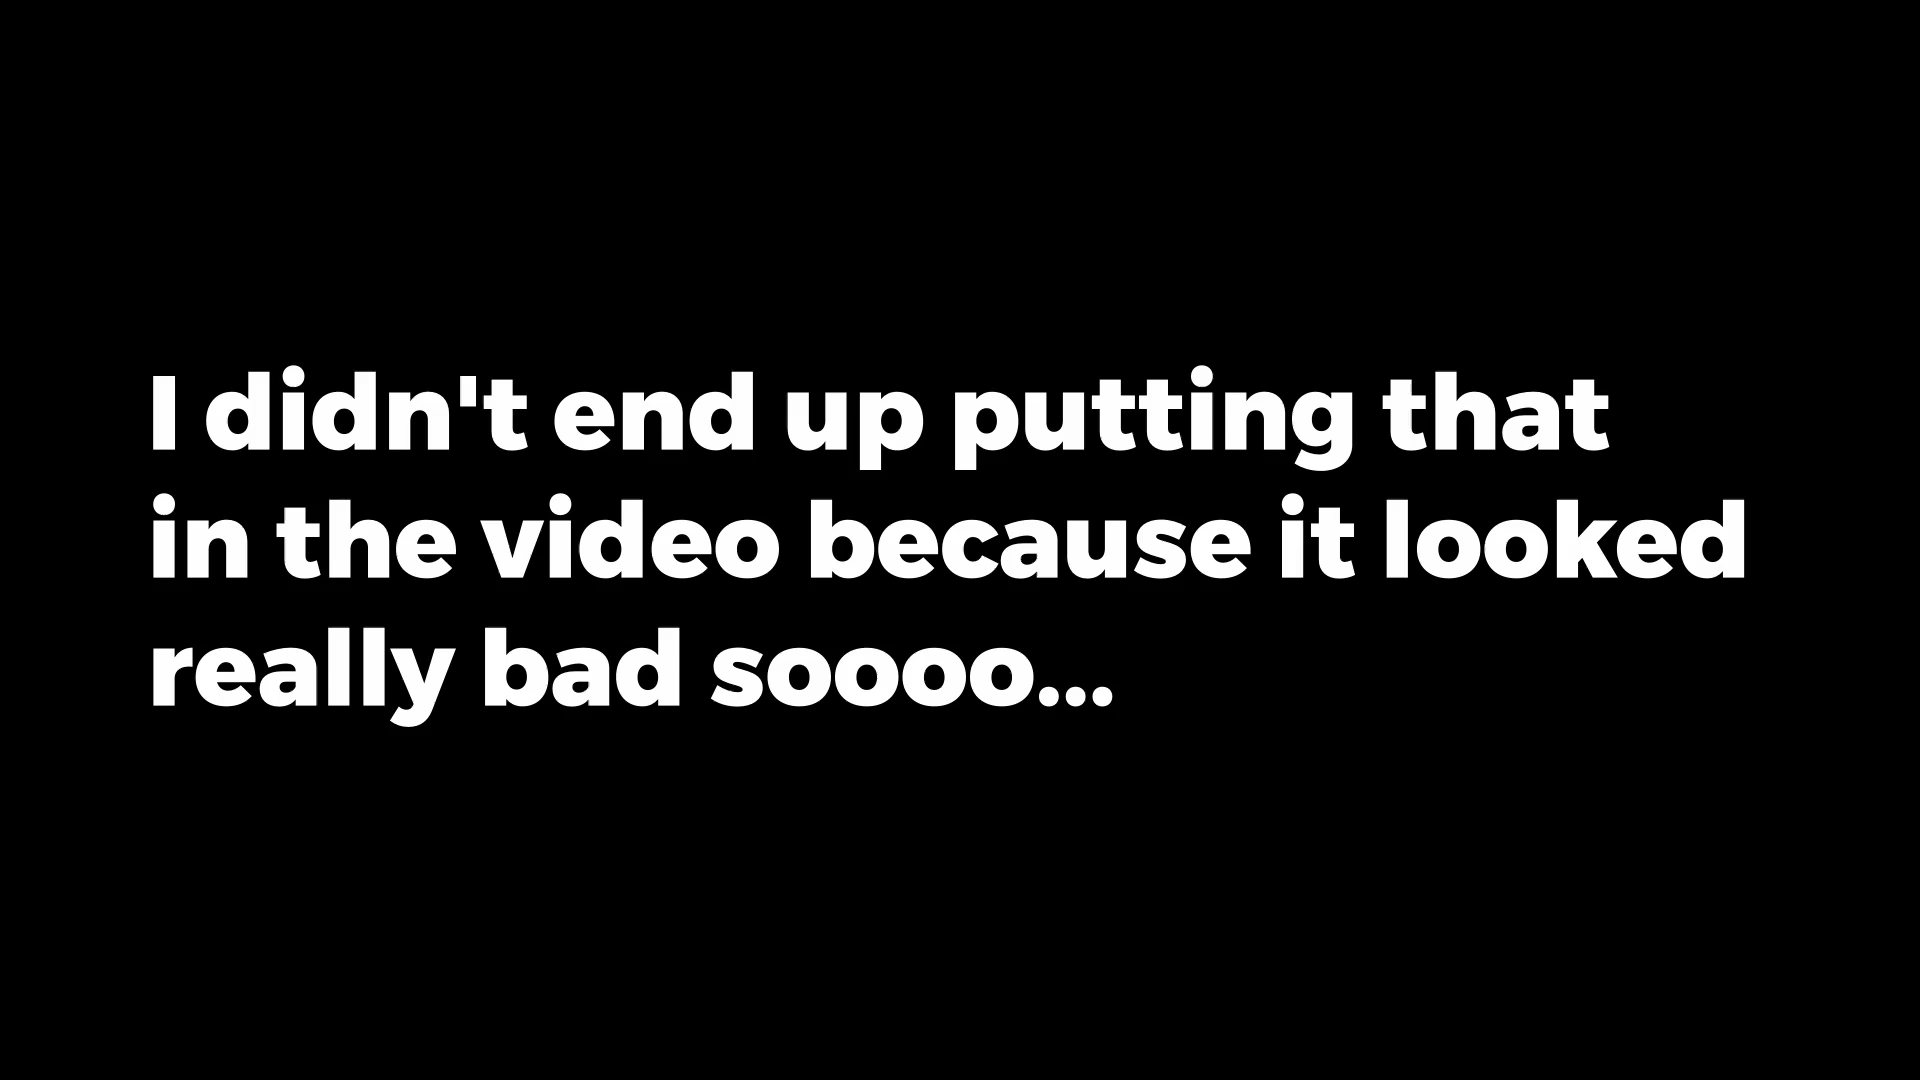 I didn't end up putting that
in the video because it looked
really bad soooo...